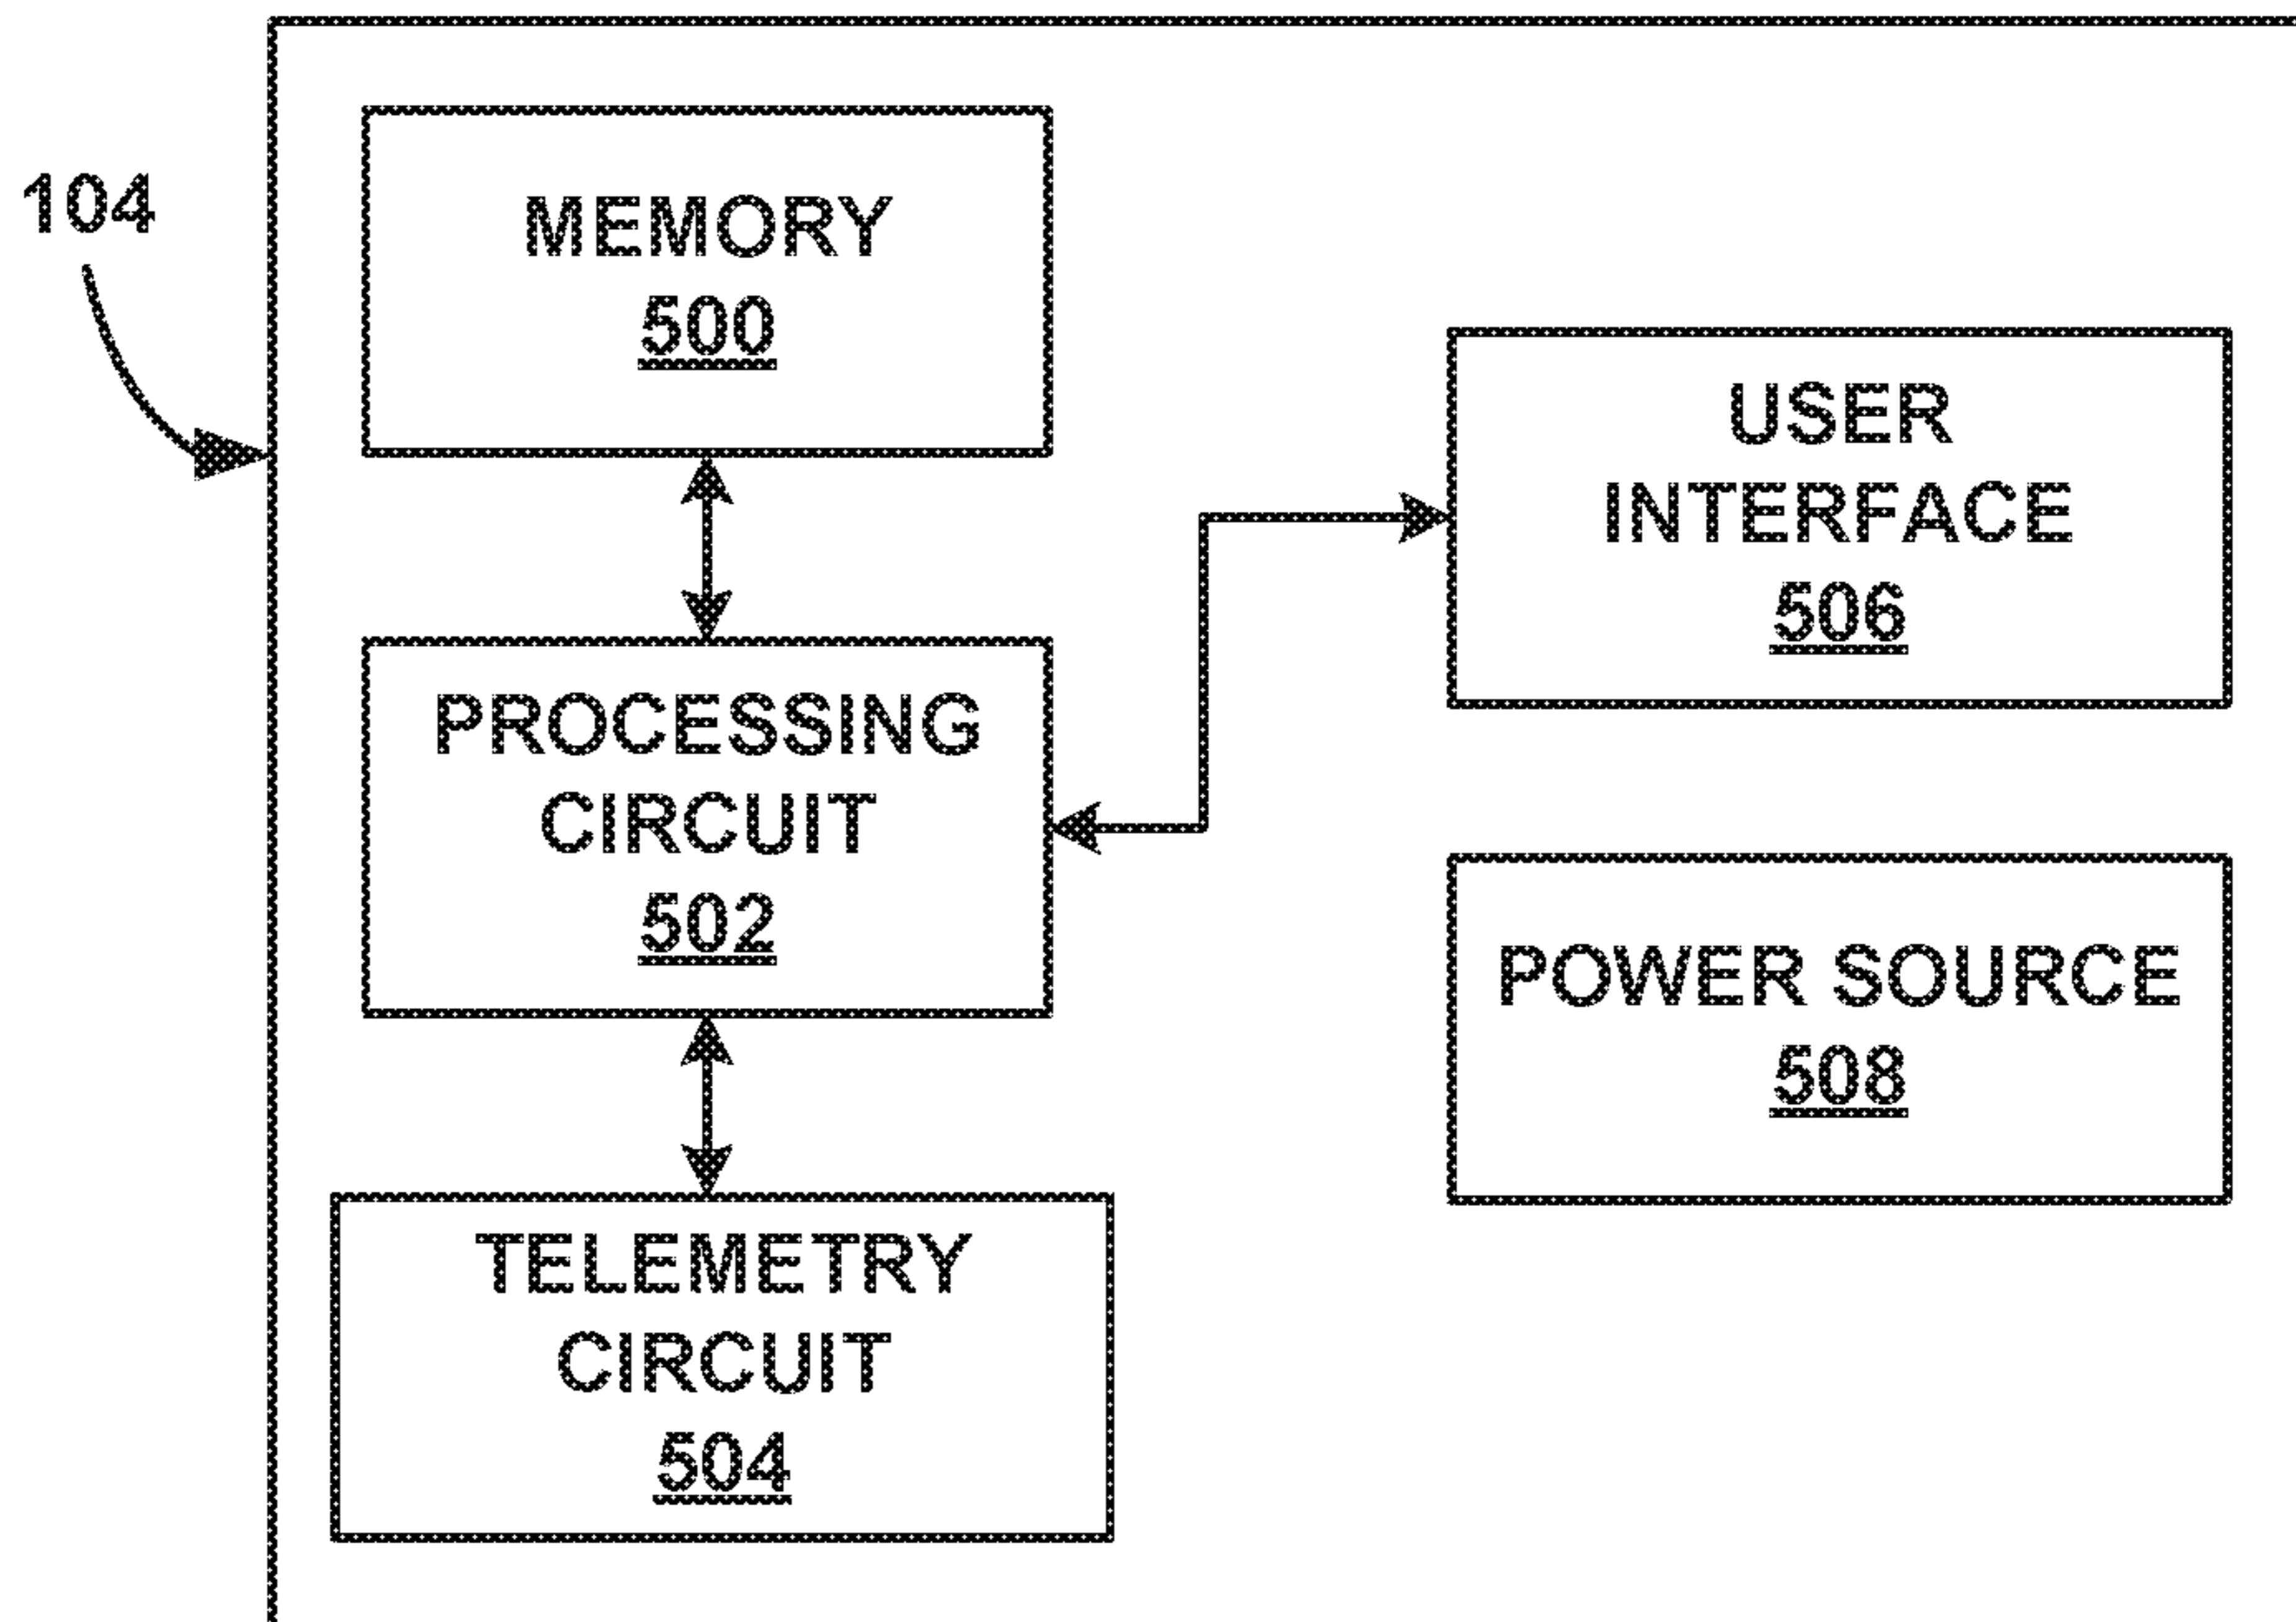 104
MEMORY
500
USER
INTERFACE
506
PROCESSING
CIRCUIT
502
POWER SOURCE
508
TELEMETRY
CIRCUIT
504